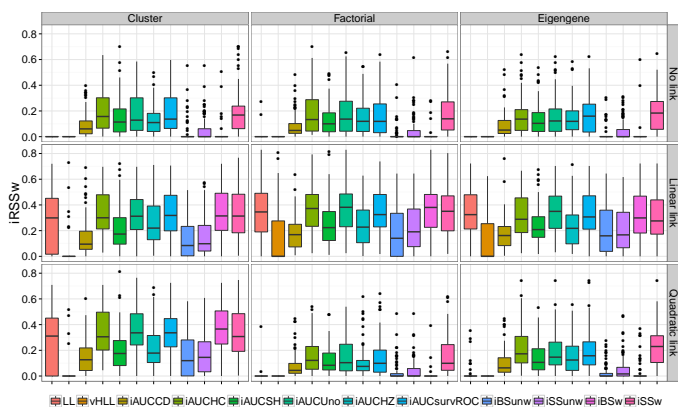 Cluster Factorial Eigengene
0.8
0.6
0.4
0.2
0.0
No link
0.8
0.6
0.4
0.2
0.0
Linear link
0.8
0.6
0.4
0.2
0.0
Quadratic link
iRSSw
LL vHLL iAUCCD iAUCHC iAUCSH iAUCUno iAUCHZ iAUCsurvROC iBSunw iSSunw iBSw iSSw